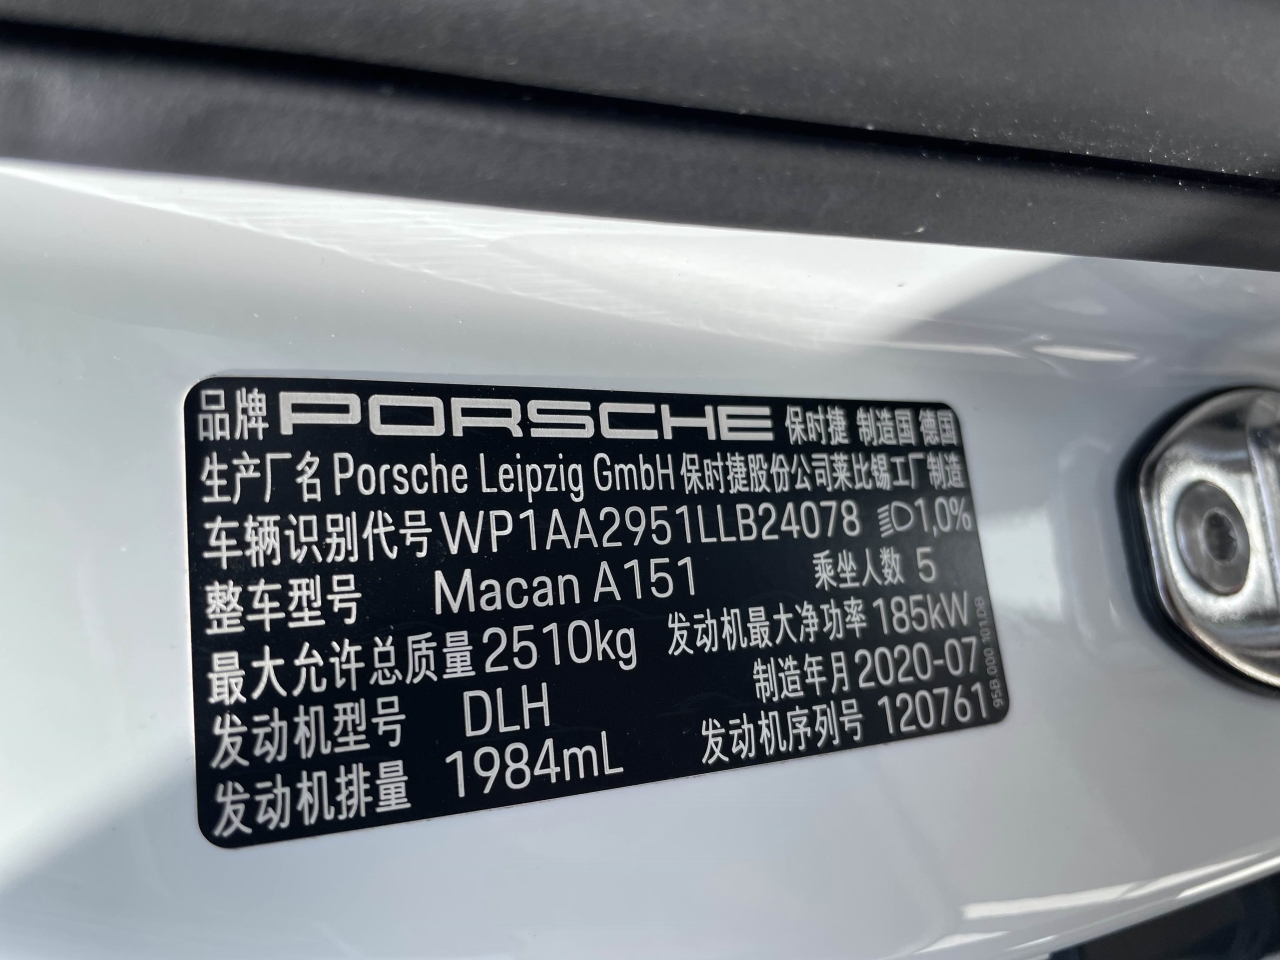 品牌 PORSCHE 保时捷 制造国 德国
生产厂名 Porsche Leipzig GmbH 保时捷股份公司莱比锡工厂制造
车辆识别代号 WP1AA2951LLB24078 1,0%
整车型号 Macan A151 乘坐人数 5
最大允许总质量 2510kg 发动机最大净功率 185kW
发动机型号 DLH 制造年月 2020-07
发动机排量 1984mL 发动机序列号 120761
95B.000.101.DB